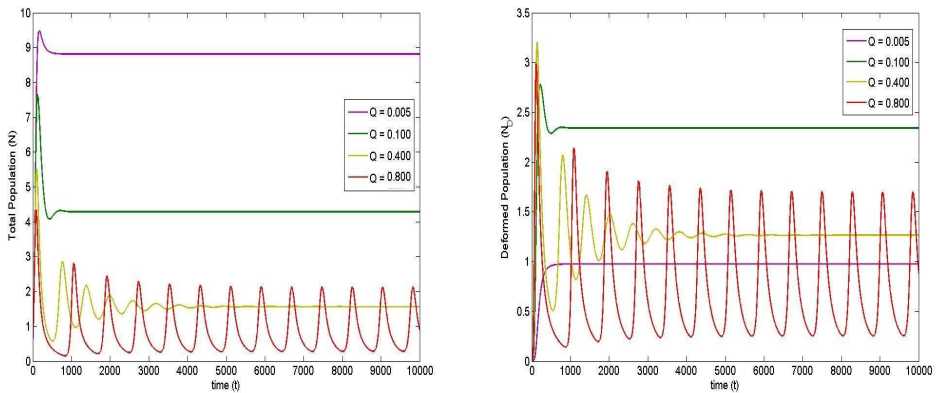 10
9
8
7
6
5
4
3
2
1
0
Total Population (N)
Q = 0.005
Q = 0.100
Q = 0.400
Q = 0.800
0 1000 2000 3000 4000 5000 6000 7000 8000 9000 10000
time (t)
3.5
3
2.5
2
1.5
1
0.5
0
Deformed Population (N_D)
Q = 0.005
Q = 0.100
Q = 0.400
Q = 0.800
0 1000 2000 3000 4000 5000 6000 7000 8000 9000 10000
time (t)